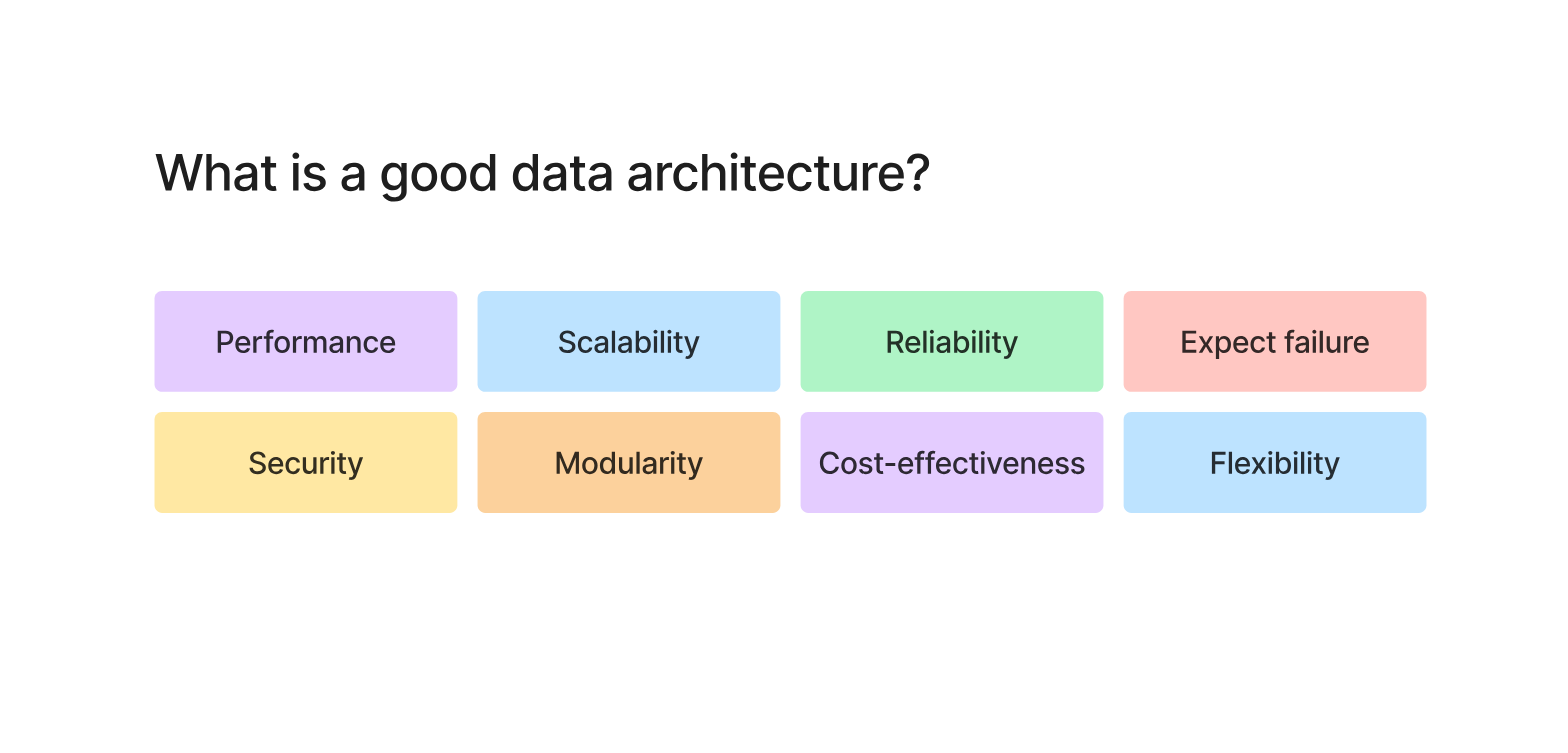 What is a good data architecture?
Performance
Scalability
Reliability
Expect failure
Security
Modularity
Cost-effectiveness
Flexibility